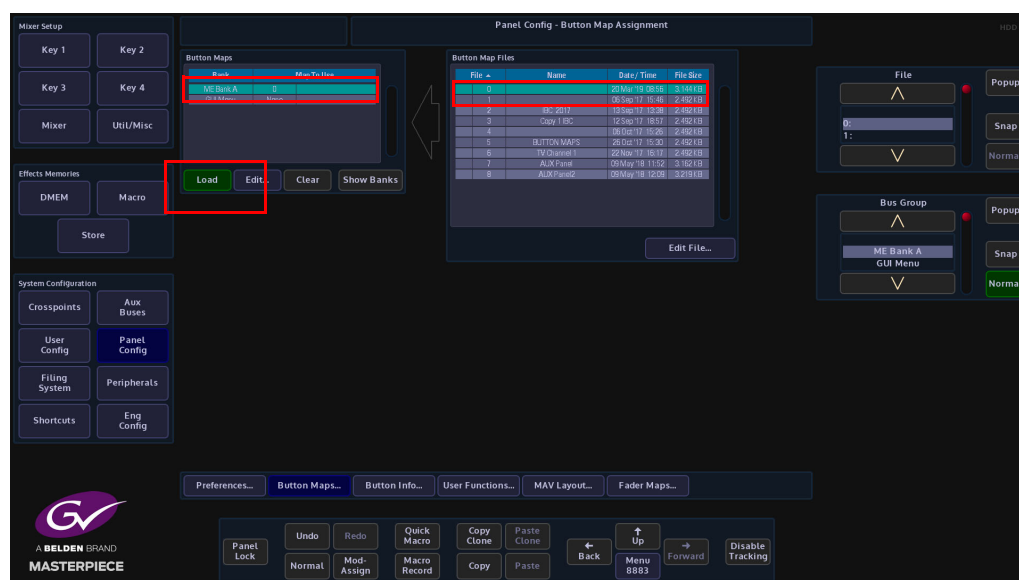 Mixer Setup
Panel Config - Button Map Assignment
HDD
Key 1
Key 2
Key 3
Key 4
Mixer
Util/Misc
Effects Memories
DMEM
Macro
Store
System Configuration
Crosspoints
Aux
Buses
User
Config
Panel
Config
Filing
System
Peripherals
Shortcuts
Eng
Config
Button Maps
Bank Map To Use
ME Bank A 0
GUI Menu None
Load
Edit...
Clear
Show Banks
Button Map Files
File Name Date / Time File Size
0 20 Mar '19 08:56 3.144 KB
1 06 Sep '17 15:46 2.492 KB
2 IBC 2017 13 Sep '17 13:38 2.492 KB
3 Copy 1 IBC 12 Sep '17 18:57 2.492 KB
4 06 Oct '17 15:26 2.492 KB
5 BUTTON MAPS 26 Oct '17 15:30 2.492 KB
6 TV Channel 1 22 Nov '17 16:17 2.492 KB
7 AUX Panel 09 May '18 11:52 3.162 KB
8 AUX Panel2 09 May '18 12:09 3.219 KB
Edit File...
File
0:
1:
Popup
Snap
Norma
Bus Group
ME Bank A
GUI Menu
Popup
Snap
Norma
Preferences...
Button Maps...
Button Info...
User Functions...
MAV Layout...
Fader Maps...
GV
A BELDEN BRAND
MASTERPIECE
Panel
Lock
Undo
Redo
Normal
Mod-
Assign
Quick
Macro
Macro
Record
Copy
Clone
Paste
Clone
Copy
Paste
Back
Up
Menu
8883
Forward
Disable
Tracking